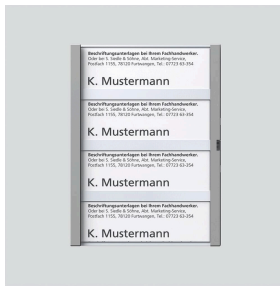 Beschriftungsunterlagen bei Ihrem Fachhandwerker.
Oder bei S. Siedle & Söhne, Abt. Marketing-Service,
Postfach 1155, 78120 Furtwangen, Tel.: 07723 63-354
K. Mustermann
Beschriftungsunterlagen bei Ihrem Fachhandwerker.
Oder bei S. Siedle & Söhne, Abt. Marketing-Service,
Postfach 1155, 78120 Furtwangen, Tel.: 07723 63-354
K. Mustermann
Beschriftungsunterlagen bei Ihrem Fachhandwerker.
Oder bei S. Siedle & Söhne, Abt. Marketing-Service,
Postfach 1155, 78120 Furtwangen, Tel.: 07723 63-354
K. Mustermann
Beschriftungsunterlagen bei Ihrem Fachhandwerker.
Oder bei S. Siedle & Söhne, Abt. Marketing-Service,
Postfach 1155, 78120 Furtwangen, Tel.: 07723 63-354
K. Mustermann